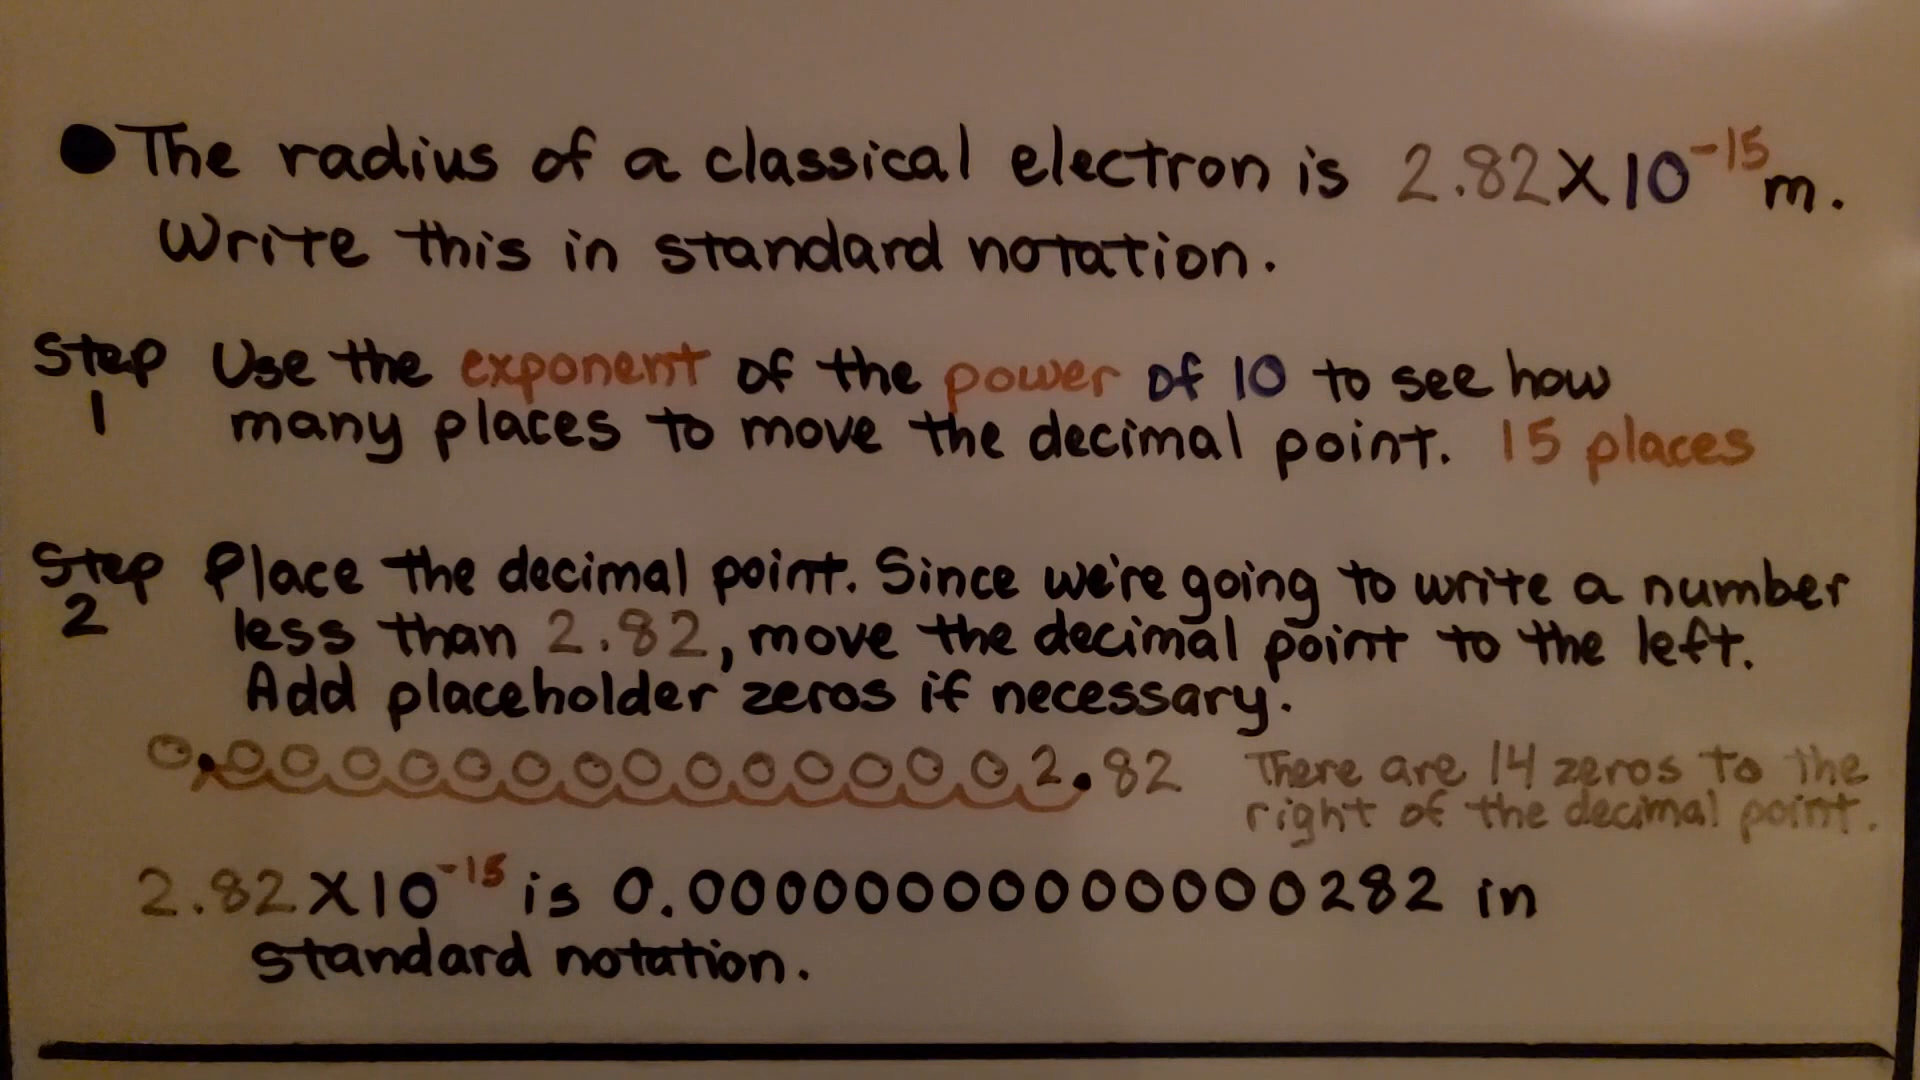 ● The radius of a classical electron is 2.82 X 10⁻¹⁵ m.
Write this in standard notation.
Step 1 Use the exponent of the power of 10 to see how
many places to move the decimal point. 15 places
Step 2 Place the decimal point. Since we're going to write a number
less than 2.82, move the decimal point to the left.
Add placeholder zeros if necessary.
0.000000000000002.82 There are 14 zeros to the
right of the decimal point.
2.82 X 10⁻¹⁵ is 0.00000000000000282 in
standard notation.